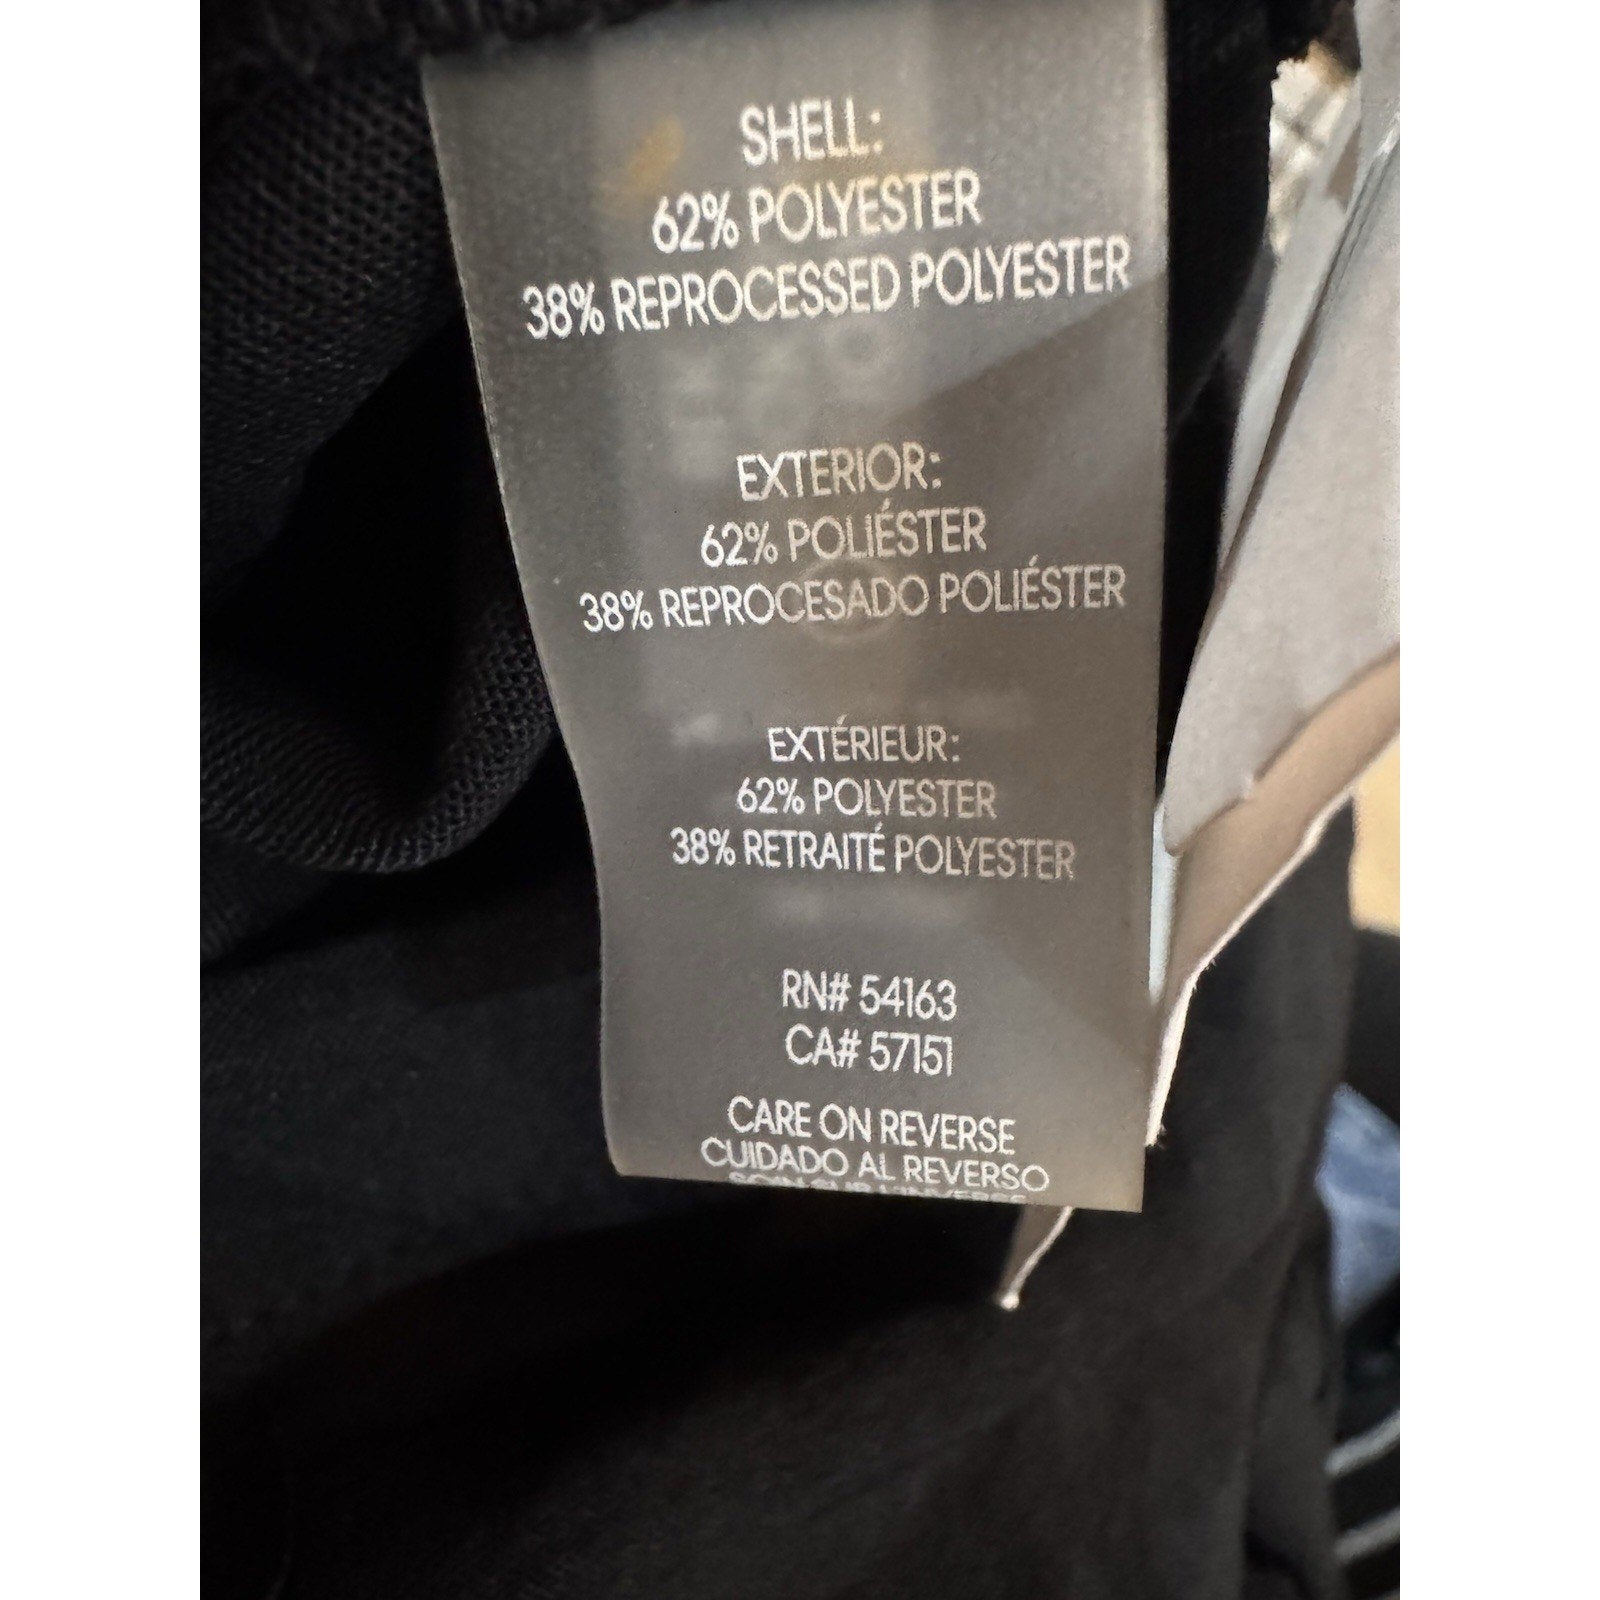 SHELL:
62% POLYESTER
38% REPROCESSED POLYESTER
EXTERIOR:
62% POLIÉSTER
38% REPROCESADO POLIÉSTER
EXTÉRIEUR:
62% POLYESTER
38% RETRAITÉ POLYESTER
RN# 54163
CA# 57151
CARE ON REVERSE
CUIDADO AL REVERSO